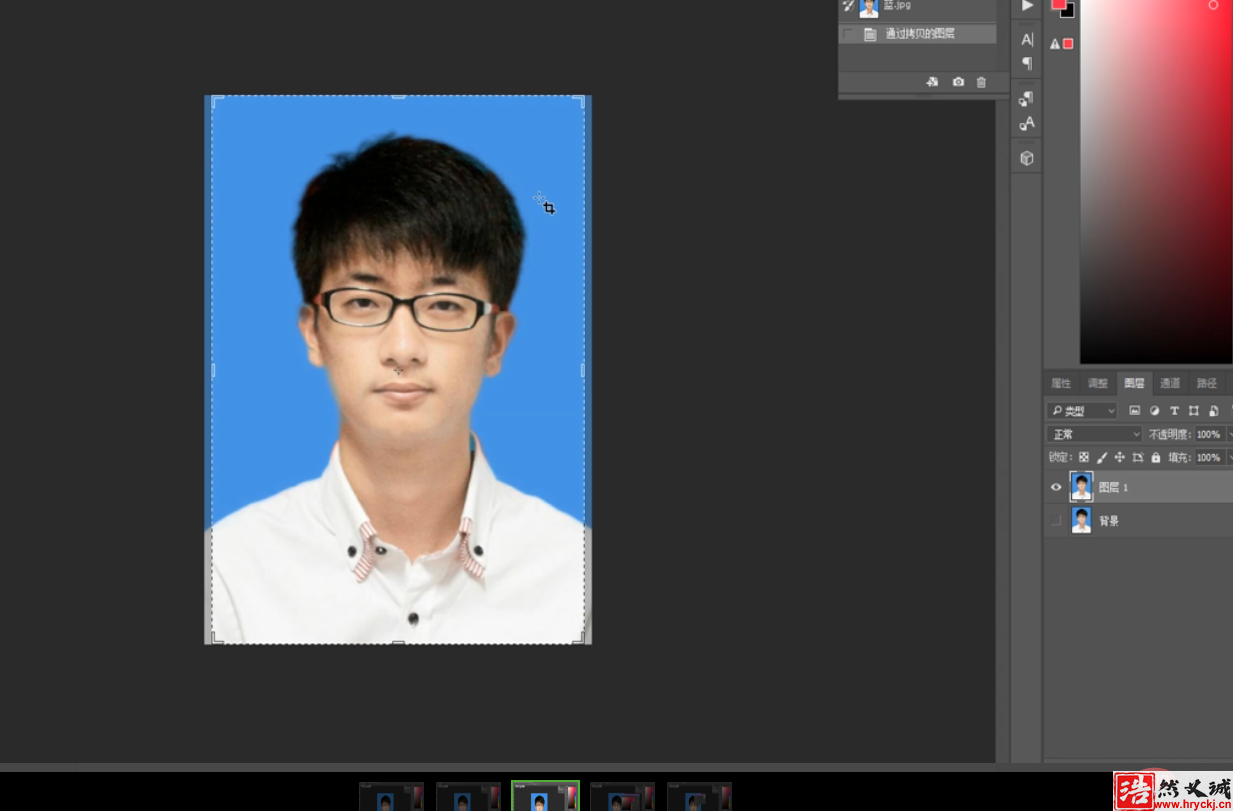 蓝.jpg
通过拷贝的图层
属性 调整 图层 通道 路径
类型
正常 不透明度: 100%
锁定: 填充: 100%
图层 1
背景
浩然义诚
www.hryckj.cn